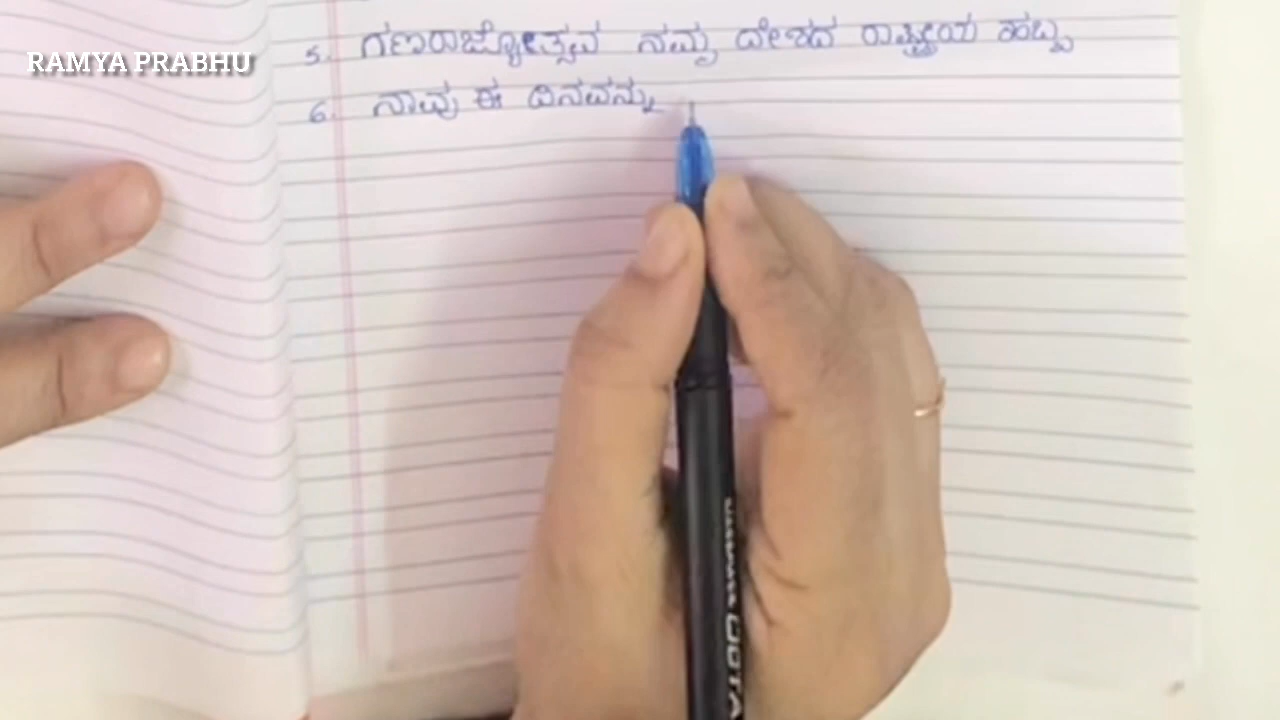 RAMYA PRABHU
5. ಗಣರಾಜ್ಯೋತ್ಸವ ನಮ್ಮ ದೇಶದ ರಾಷ್ಟ್ರೀಯ ಹಬ್ಬ
6. ನಾವು ಈ ದಿನವನ್ನು